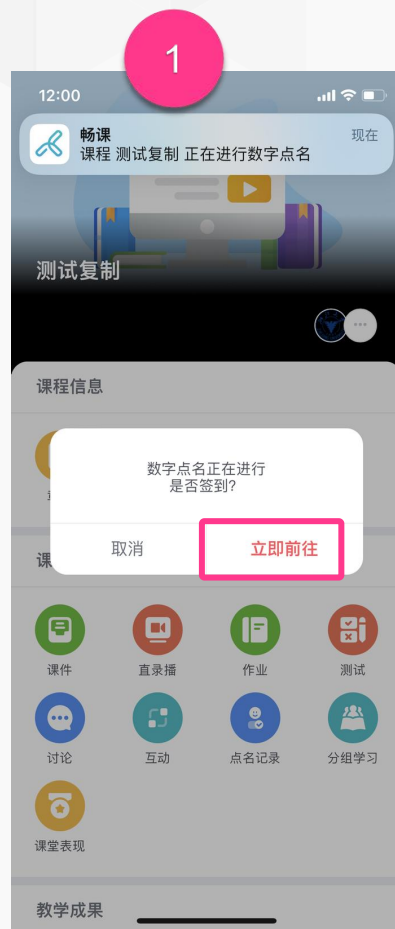 1
12:00
畅课
现在
课程 测试复制 正在进行数字点名
测试复制
课程信息
数字点名正在进行
是否签到?
取消
立即前往
课
课件
直录播
作业
测试
讨论
互动
点名记录
分组学习
课堂表现
教学成果